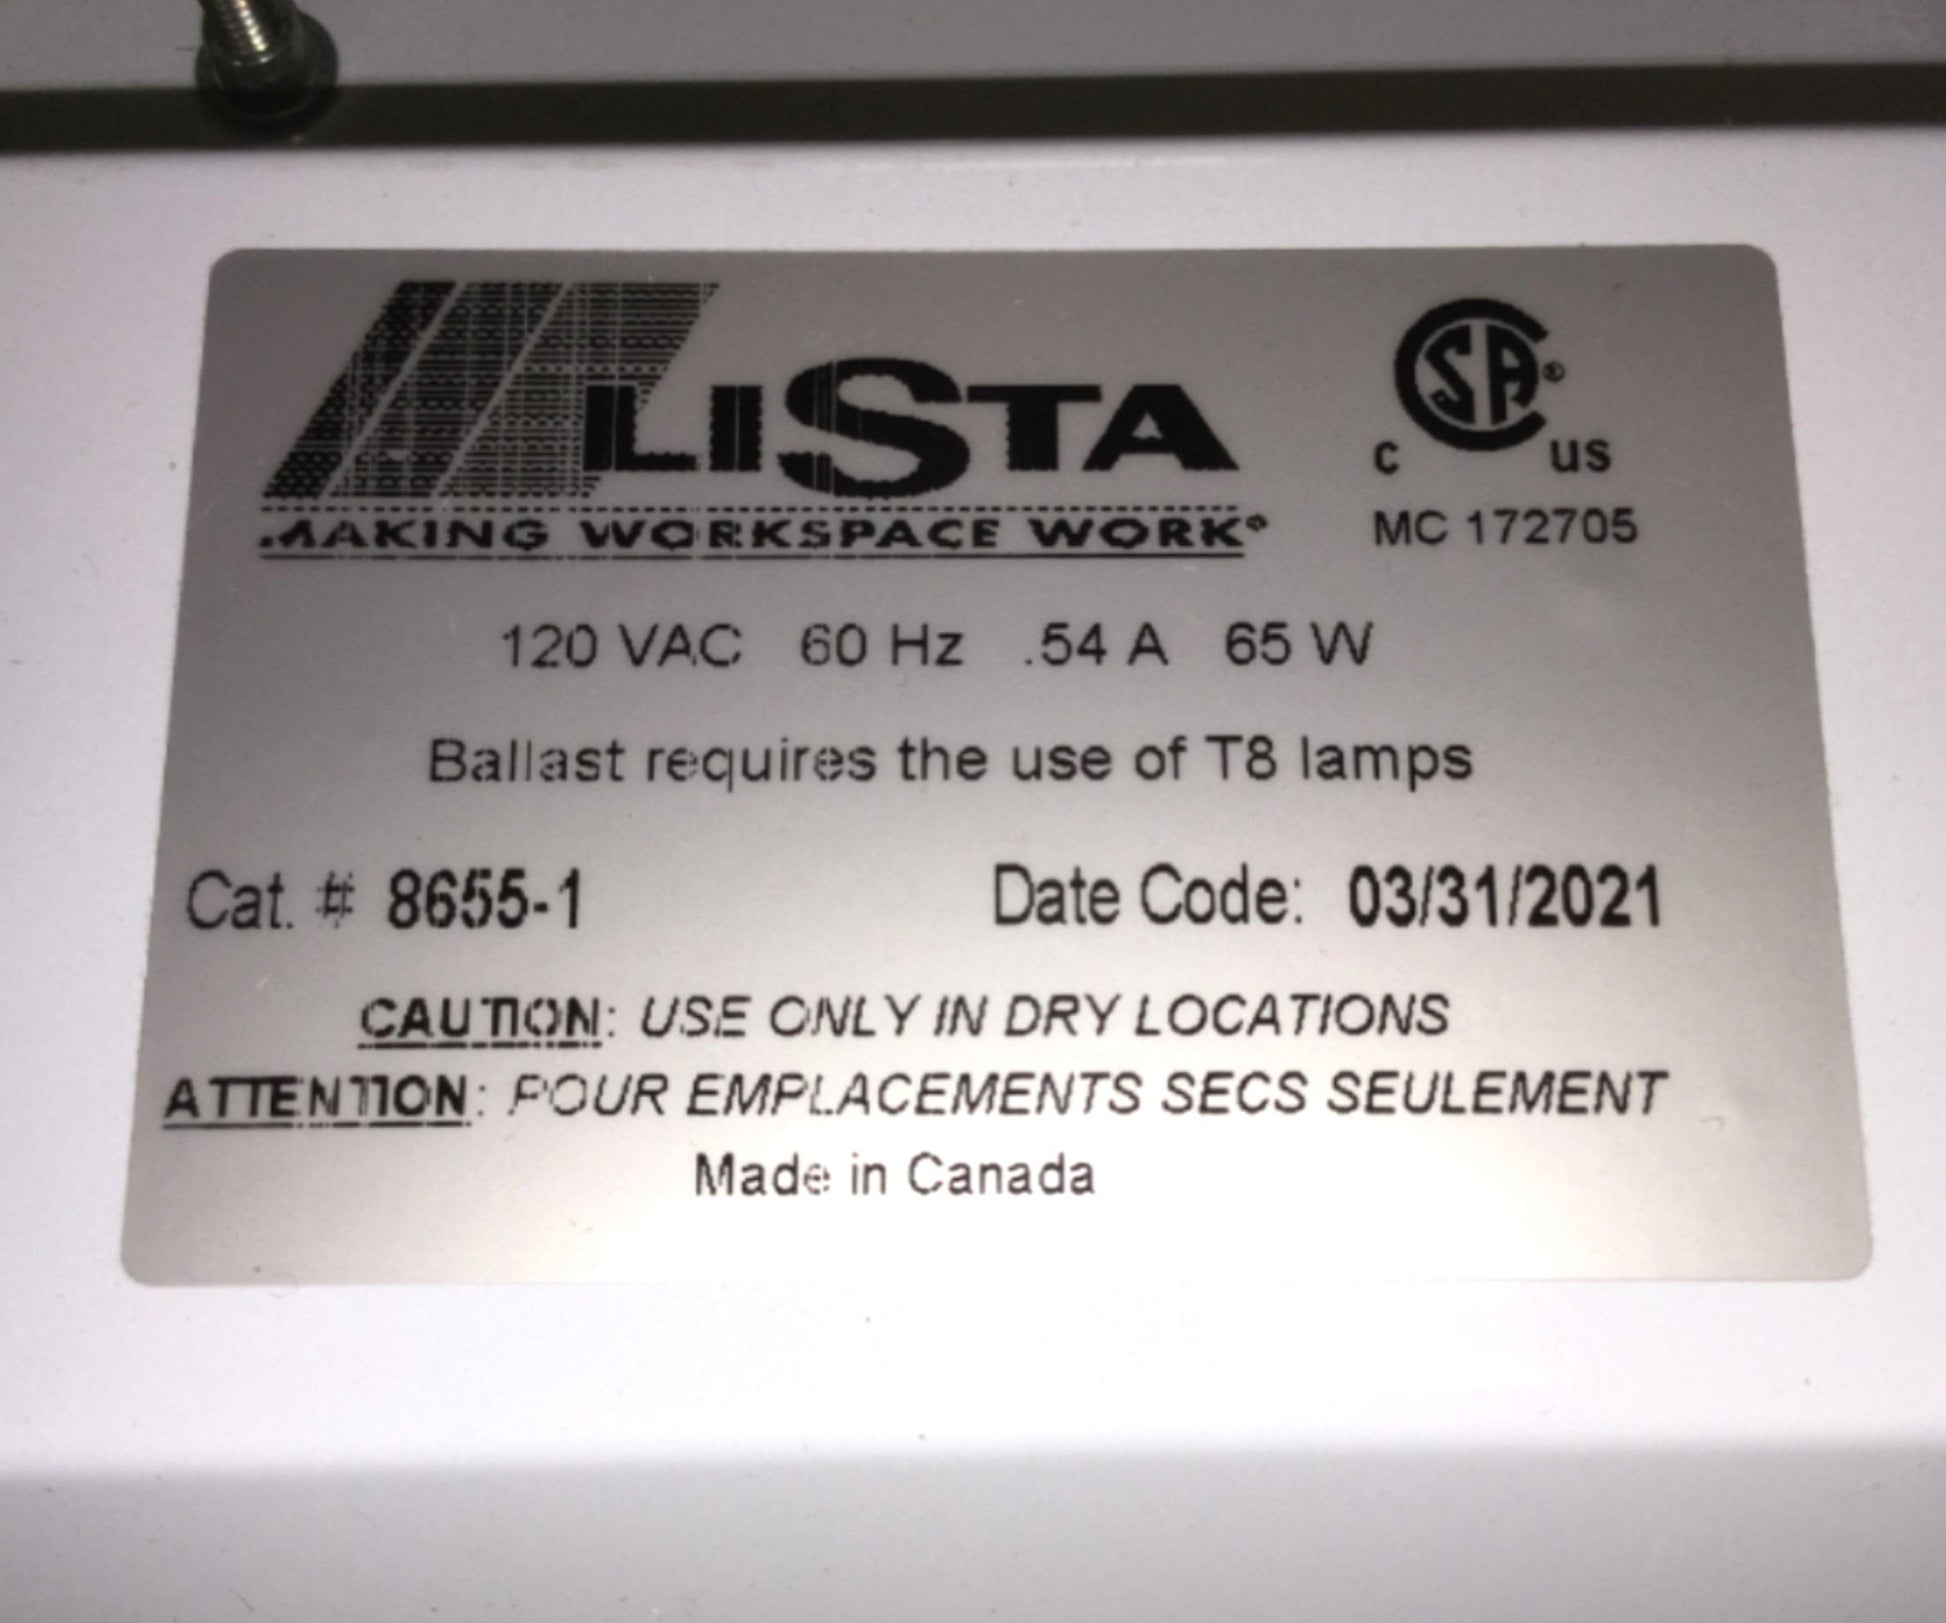 LISTA
MAKING WORKSPACE WORK®
CSA®
C US
MC 172705
120 VAC 60 Hz .54 A 65 W
Ballast requires the use of T8 lamps
Cat. # 8655-1 Date Code: 03/31/2021
CAUTION: USE ONLY IN DRY LOCATIONS
ATTENTION: POUR EMPLACEMENTS SECS SEULEMENT
Made in Canada